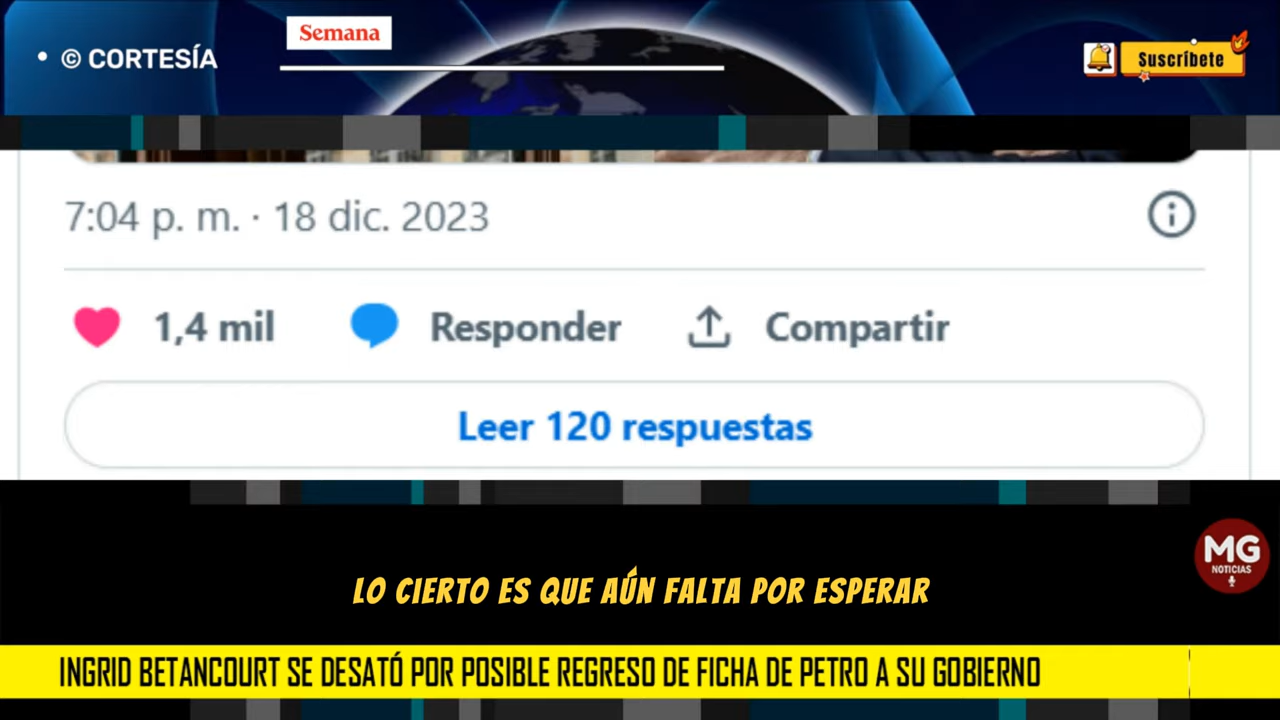 Semana
• © CORTESÍA
Suscríbete
7:04 p. m. · 18 dic. 2023
1,4 mil Responder Compartir
Leer 120 respuestas
MG
NOTICIAS
LO CIERTO ES QUE AÚN FALTA POR ESPERAR
INGRID BETANCOURT SE DESATÓ POR POSIBLE REGRESO DE FICHA DE PETRO A SU GOBIERNO